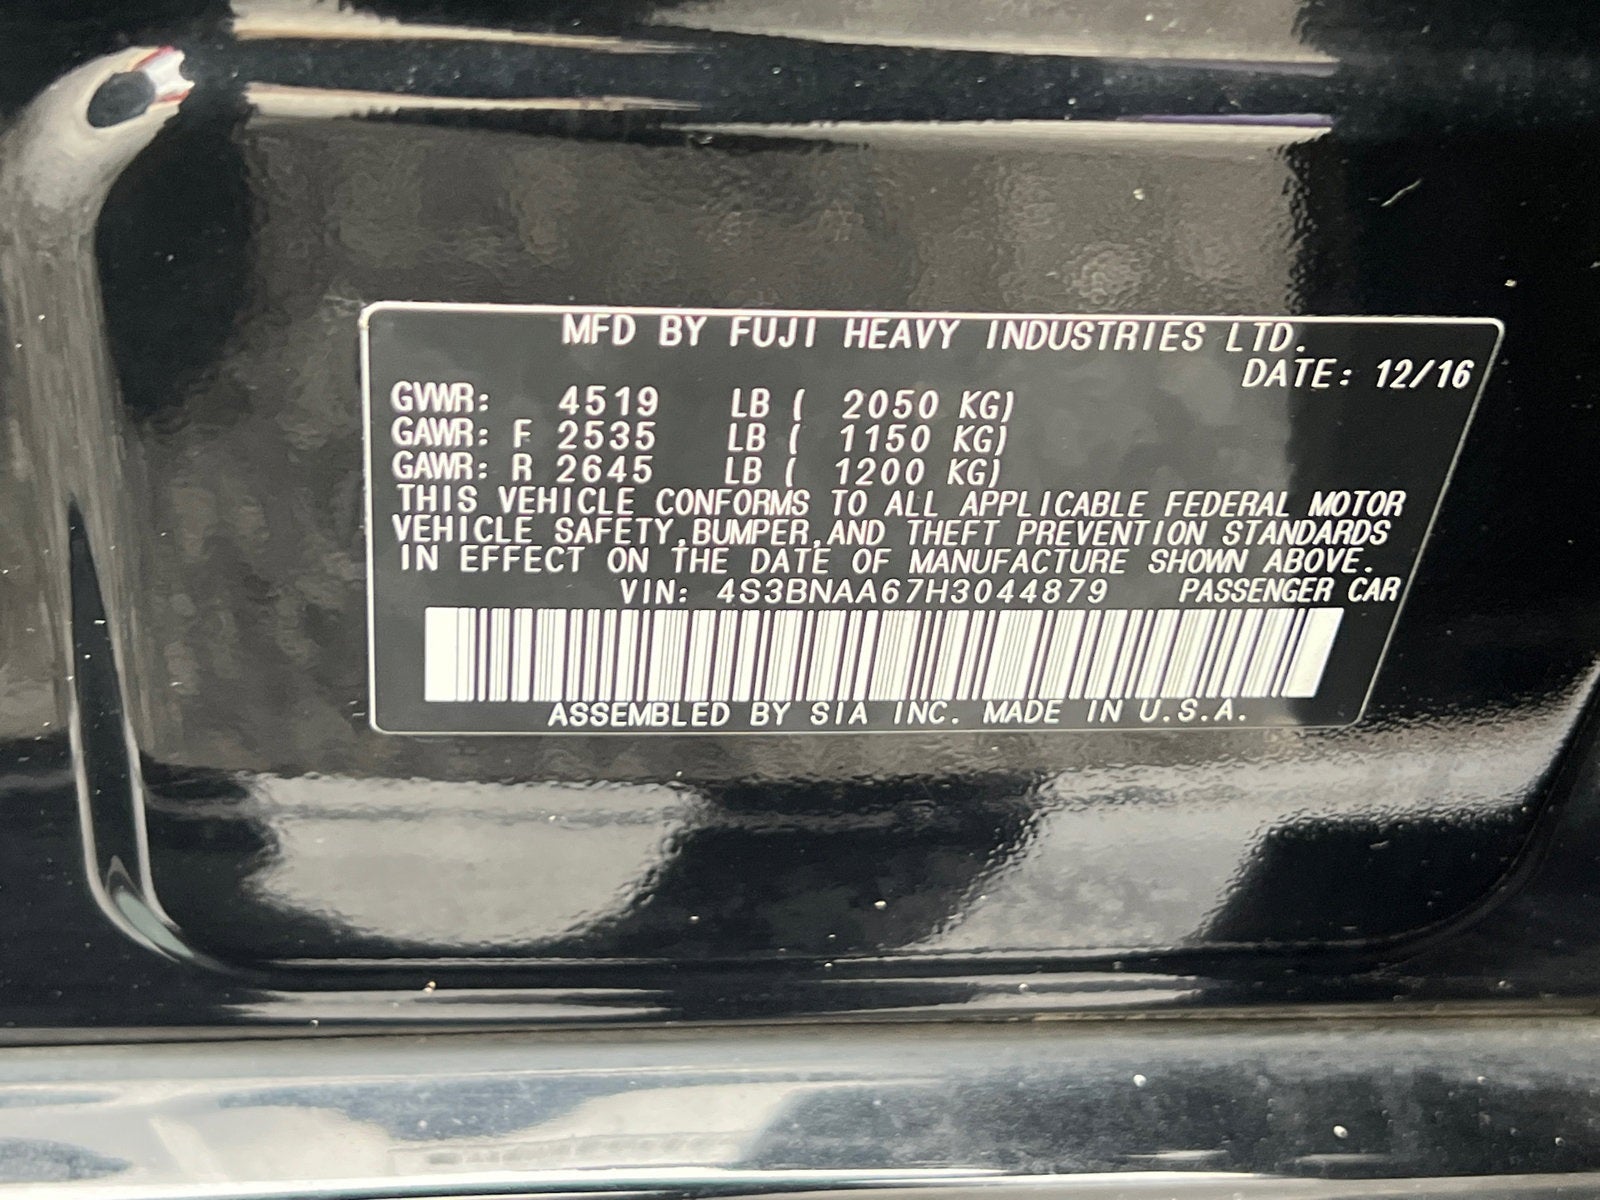 MFD BY FUJI HEAVY INDUSTRIES LTD.
DATE: 12/16
GVWR: 4519 LB ( 2050 KG)
GAWR: F 2535 LB ( 1150 KG)
GAWR: R 2645 LB ( 1200 KG)
THIS VEHICLE CONFORMS TO ALL APPLICABLE FEDERAL MOTOR
VEHICLE SAFETY,BUMPER,AND THEFT PREVENTION STANDARDS
IN EFFECT ON THE DATE OF MANUFACTURE SHOWN ABOVE.
VIN: 4S3BNAA67H3044879 PASSENGER CAR
ASSEMBLED BY SIA INC. MADE IN U.S.A.